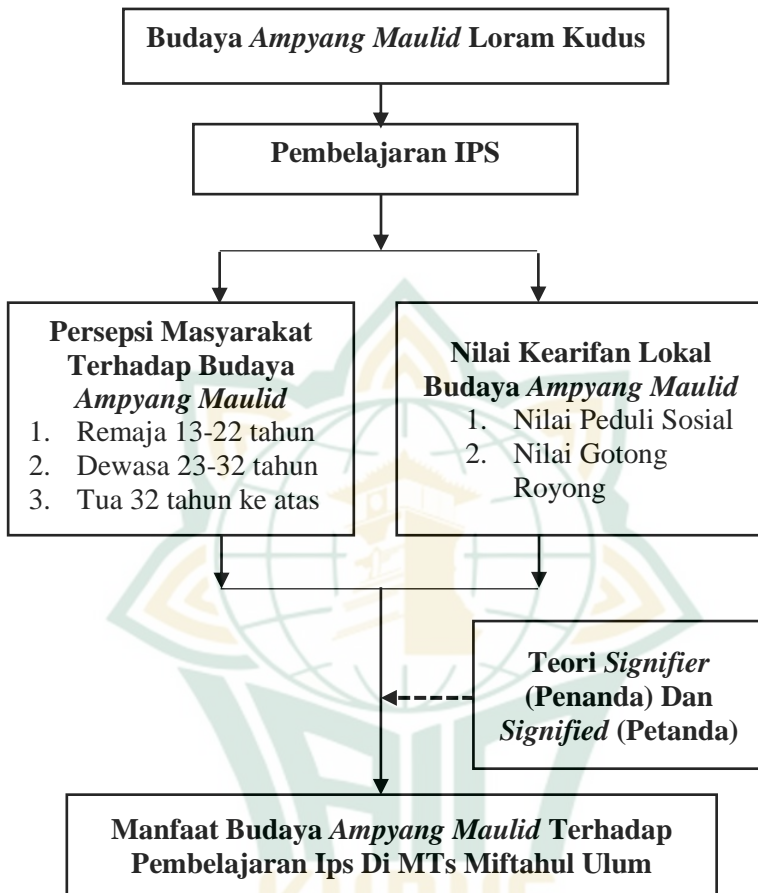 Budaya Ampyang Maulid Loram Kudus
Pembelajaran IPS
Persepsi Masyarakat
Terhadap Budaya
Ampyang Maulid
1. Remaja 13-22 tahun
2. Dewasa 23-32 tahun
3. Tua 32 tahun ke atas
Nilai Kearifan Lokal
Budaya Ampyang Maulid
1. Nilai Peduli Sosial
2. Nilai Gotong
Royong
Teori Signifier
(Penanda) Dan
Signified (Petanda)
Manfaat Budaya Ampyang Maulid Terhadap
Pembelajaran Ips Di MTs Miftahul Ulum